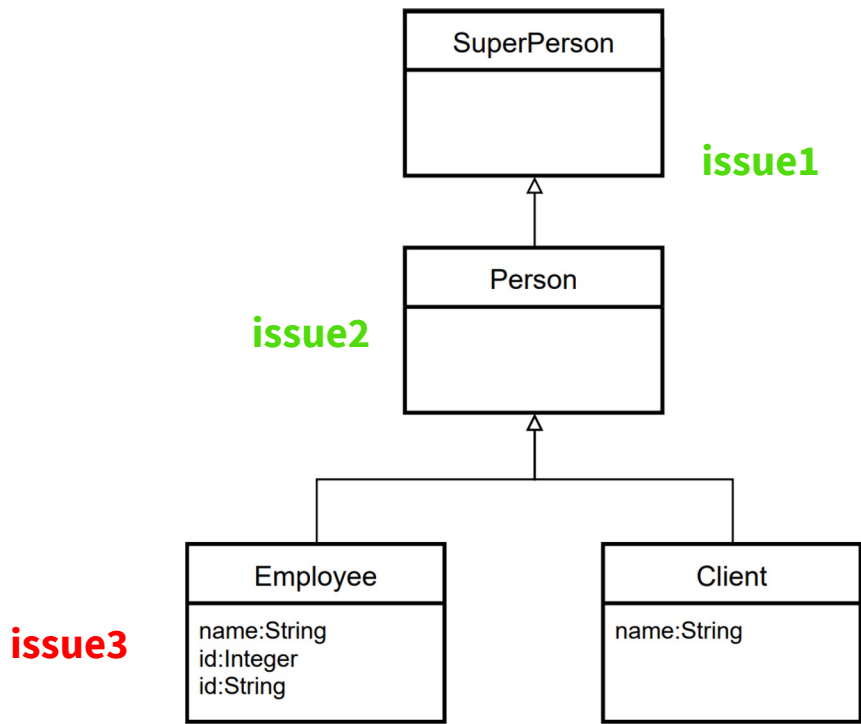 SuperPerson
issue1
Person
issue2
Employee
name:String
id:Integer
id:String
Client
name:String
issue3